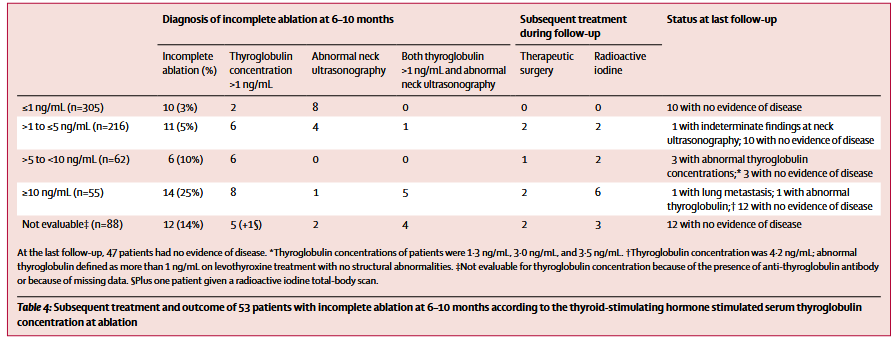 Diagnosis of incomplete ablation at 6–10 months Subsequent treatment during follow-up Status at last follow-up
Incomplete ablation (%) Thyroglobulin concentration >1 ng/mL Abnormal neck ultrasonography Both thyroglobulin >1 ng/mL and abnormal neck ultrasonography Therapeutic surgery Radioactive iodine
≤1 ng/mL (n=305) 10 (3%) 2 8 0 0 0 10 with no evidence of disease
>1 to ≤5 ng/mL (n=216) 11 (5%) 6 4 1 2 2 1 with indeterminate findings at neck ultrasonography; 10 with no evidence of disease
>5 to <10 ng/mL (n=62) 6 (10%) 6 0 0 1 2 3 with abnormal thyroglobulin concentrations;* 3 with no evidence of disease
≥10 ng/mL (n=55) 14 (25%) 8 1 5 2 6 1 with lung metastasis; 1 with abnormal thyroglobulin;† 12 with no evidence of disease
Not evaluable‡ (n=88) 12 (14%) 5 (+1§) 2 4 2 3 12 with no evidence of disease
At the last follow-up, 47 patients had no evidence of disease. *Thyroglobulin concentrations of patients were 1·3 ng/mL, 3·0 ng/mL, and 3·5 ng/mL. †Thyroglobulin concentration was 4·2 ng/mL; abnormal
thyroglobulin defined as more than 1 ng/mL on levothyroxine treatment with no structural abnormalities. ‡Not evaluable for thyroglobulin concentration because of the presence of anti-thyroglobulin antibody
or because of missing data. §Plus one patient given a radioactive iodine total-body scan.
Table 4: Subsequent treatment and outcome of 53 patients with incomplete ablation at 6–10 months according to the thyroid-stimulating hormone stimulated serum thyroglobulin
concentration at ablation